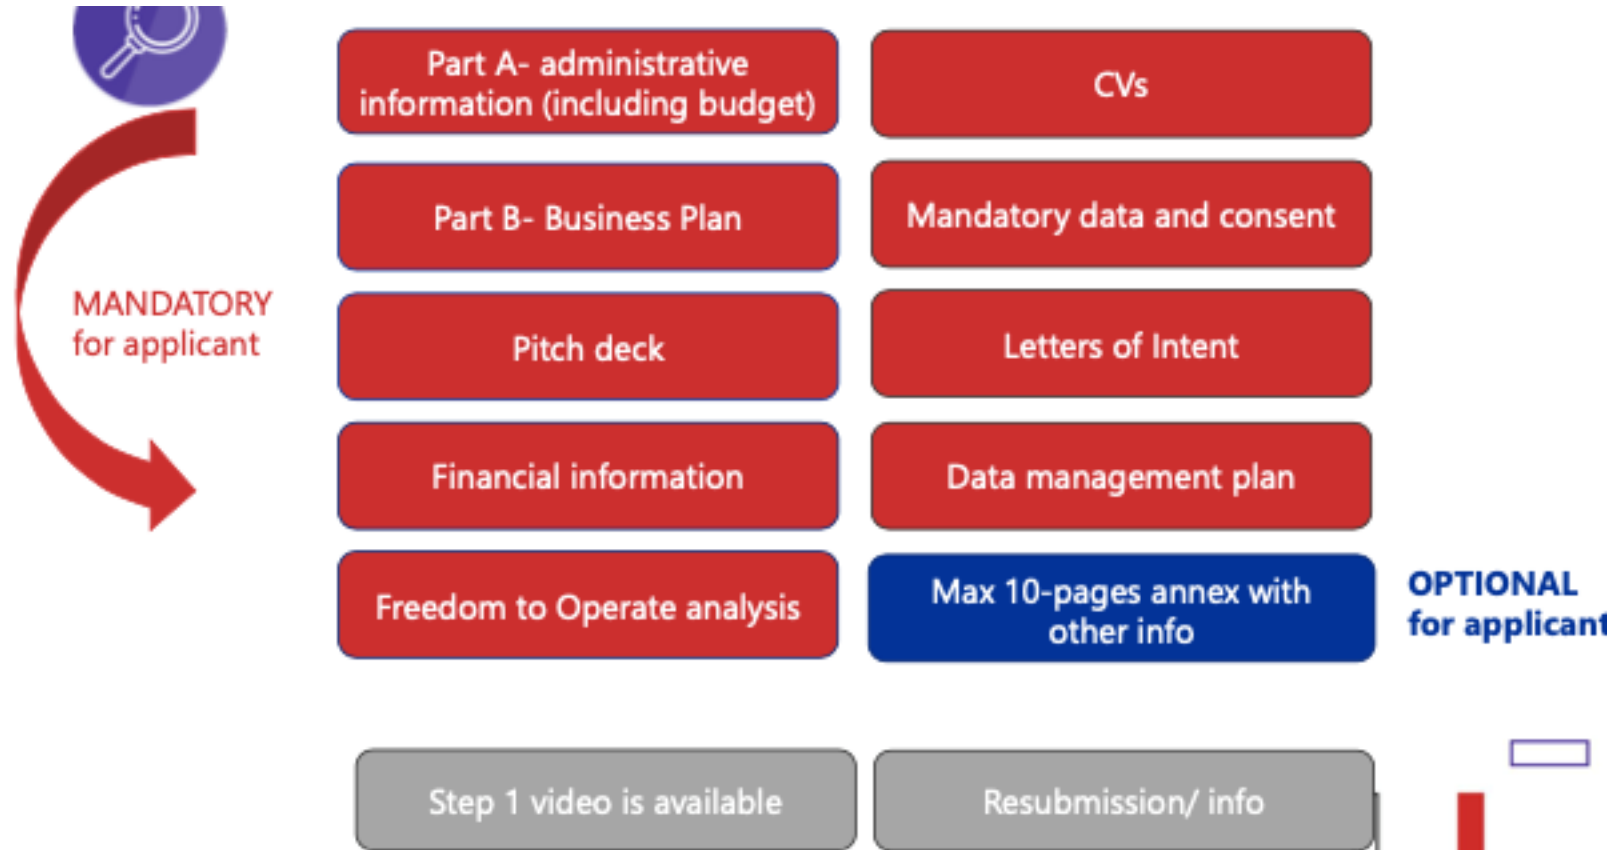 Part A- administrative
information (including budget)
CVs
Part B- Business Plan
Mandatory data and consent
MANDATORY
for applicant
Pitch deck
Letters of Intent
Financial information
Data management plan
Freedom to Operate analysis
Max 10-pages annex with
other info
OPTIONAL
for applicant
Step 1 video is available
Resubmission/ info